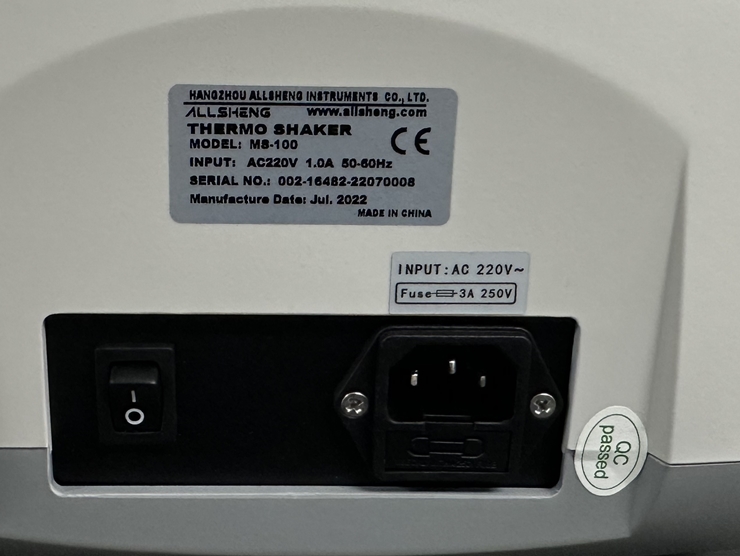 HANGZHOU ALLSHENG INSTRUMENTS CO., LTD.
ALLSHENG www.allsheng.com
THERMO SHAKER
MODEL: MS-100
CE
INPUT: AC220V 1.0A 50-60Hz
SERIAL NO.: 002-16482-22070008
Manufacture Date: Jul. 2022
MADE IN CHINA
INPUT: AC 220V~
Fuse 3A 250V
QC
passed